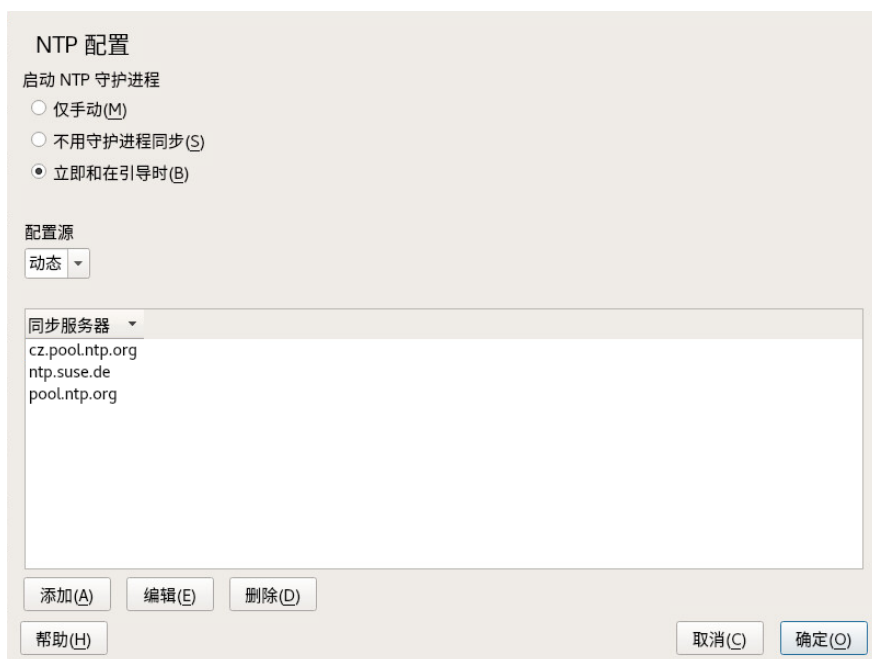 NTP 配置
启动 NTP 守护进程
仅手动(M)
不用守护进程同步(S)
立即和在引导时(B)
配置源
动态
同步服务器
cz.pool.ntp.org
ntp.suse.de
pool.ntp.org
添加(A) 编辑(E) 删除(D)
帮助(H) 取消(C) 确定(O)